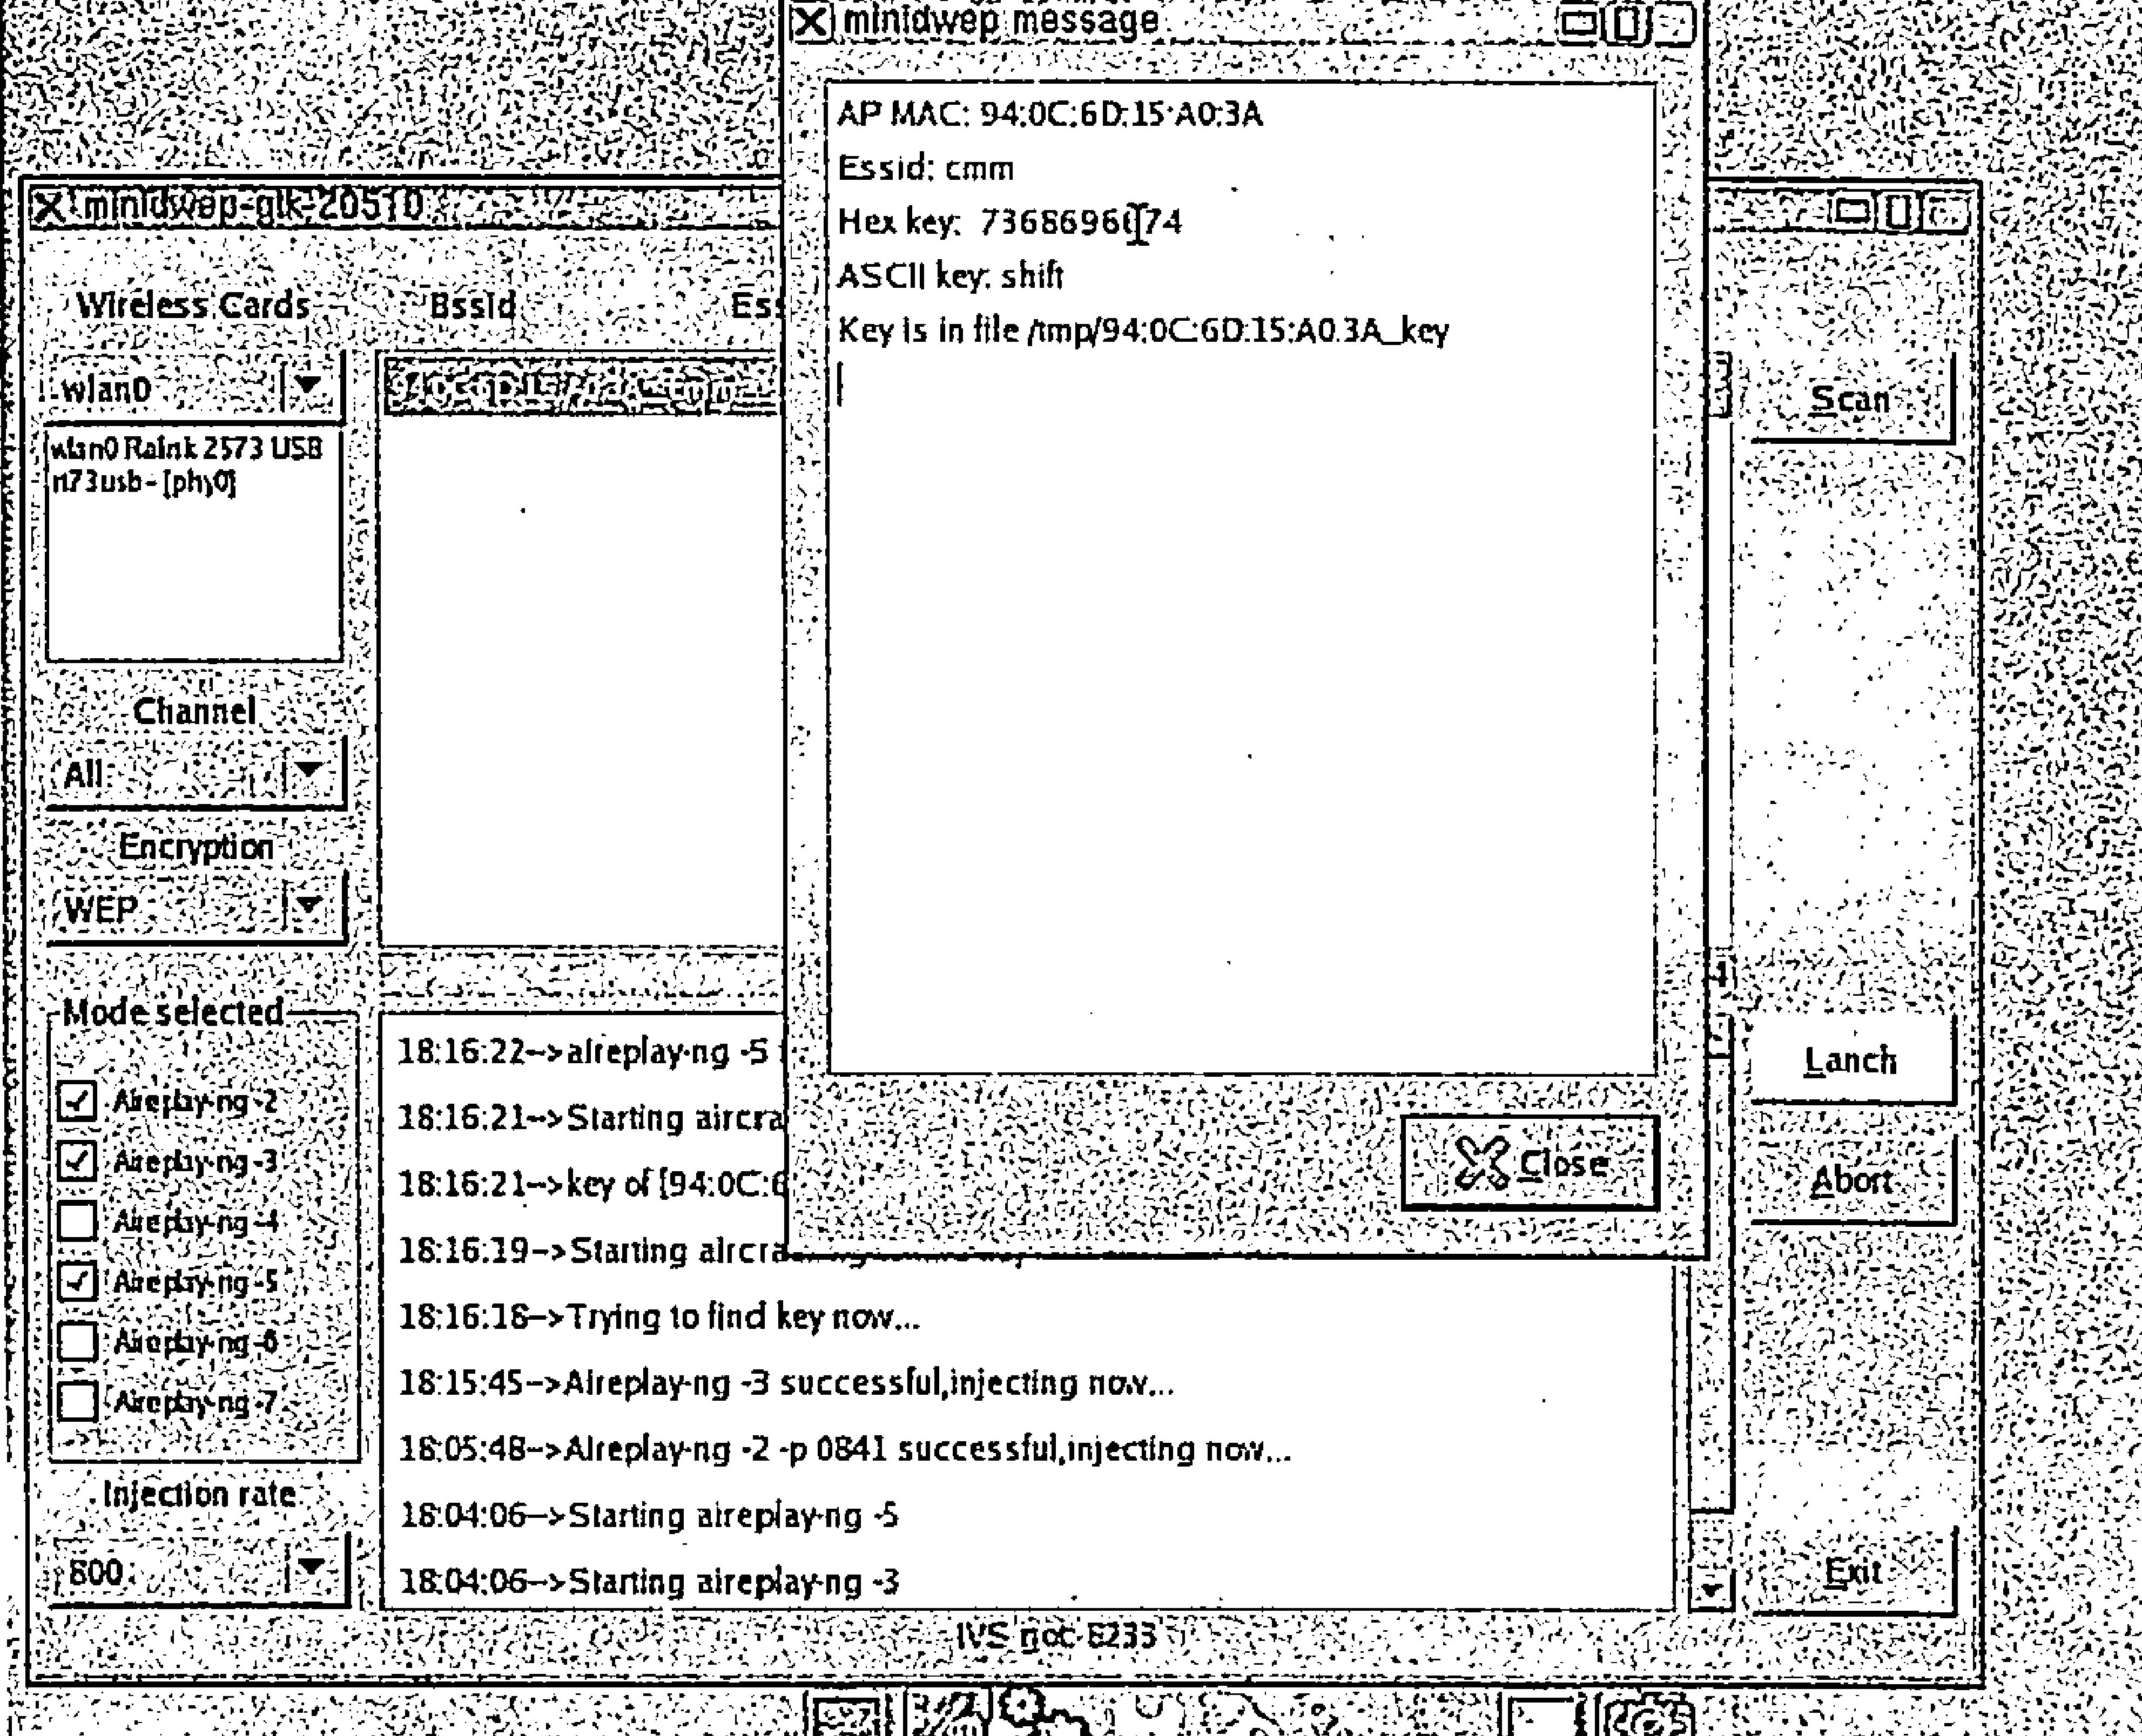 minidwep message
AP MAC: 94:0C:6D:15:A0:3A
Essid: cmm
Hex key: 7368696674
ASCII key: shift
Key is in file /tmp/94:0C:6D:15:A0:3A_key
Close
minidwep-gtk-20510
Wireless Cards
Bssid
Ess
wlan0
wlan0 Ralink 2573 USB
rt73usb - [phy0]
Channel
All
Encryption
WEP
Mode selected
Aireplay-ng -2
Aireplay-ng -3
Aireplay-ng -4
Aireplay-ng -5
Aireplay-ng -6
Aireplay-ng -7
Injection rate
800
18:16:22-->aireplay-ng -5
18:16:21-->Starting aircra
18:16:21-->key of [94:0C:6
18:16:19-->Starting aircra
18:16:18-->Trying to find key now...
18:15:45-->Aireplay-ng -3 successful,injecting now...
18:05:48-->Aireplay-ng -2 -p 0841 successful,injecting now...
18:04:06-->Starting aireplay-ng -5
18:04:06-->Starting aireplay-ng -3
IVS got: 8233
Scan
Lanch
Abort
Exit